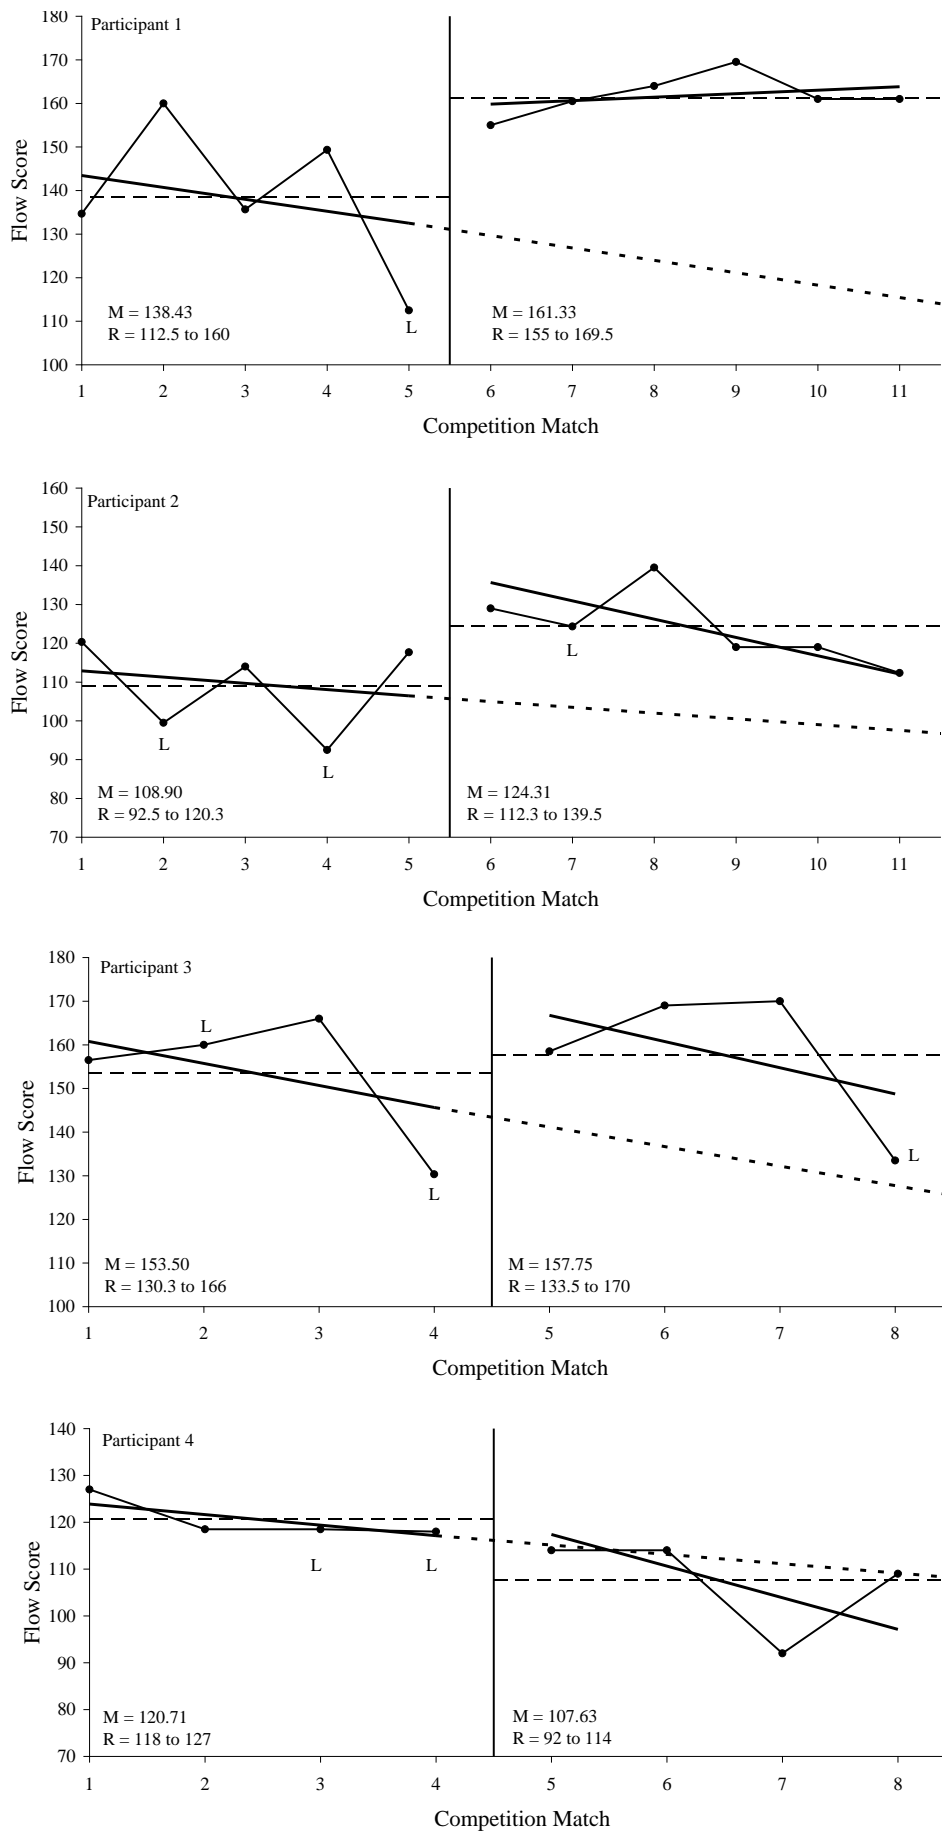 180
Participant 1
170
160
150
140
130
120
110
100
Flow Score
L
M = 138.43
R = 112.5 to 160
M = 161.33
R = 155 to 169.5
1 2 3 4 5 6 7 8 9 10 11
Competition Match
160
Participant 2
150
140
130
120
110
100
90
80
70
Flow Score
L
L
L
M = 108.90
R = 92.5 to 120.3
M = 124.31
R = 112.3 to 139.5
1 2 3 4 5 6 7 8 9 10 11
Competition Match
180
Participant 3
170
160
150
140
130
120
110
100
Flow Score
L
L
L
M = 153.50
R = 130.3 to 166
M = 157.75
R = 133.5 to 170
1 2 3 4 5 6 7 8
Competition Match
140
Participant 4
130
120
110
100
90
80
70
Flow Score
L L
M = 120.71
R = 118 to 127
M = 107.63
R = 92 to 114
1 2 3 4 5 6 7 8
Competition Match